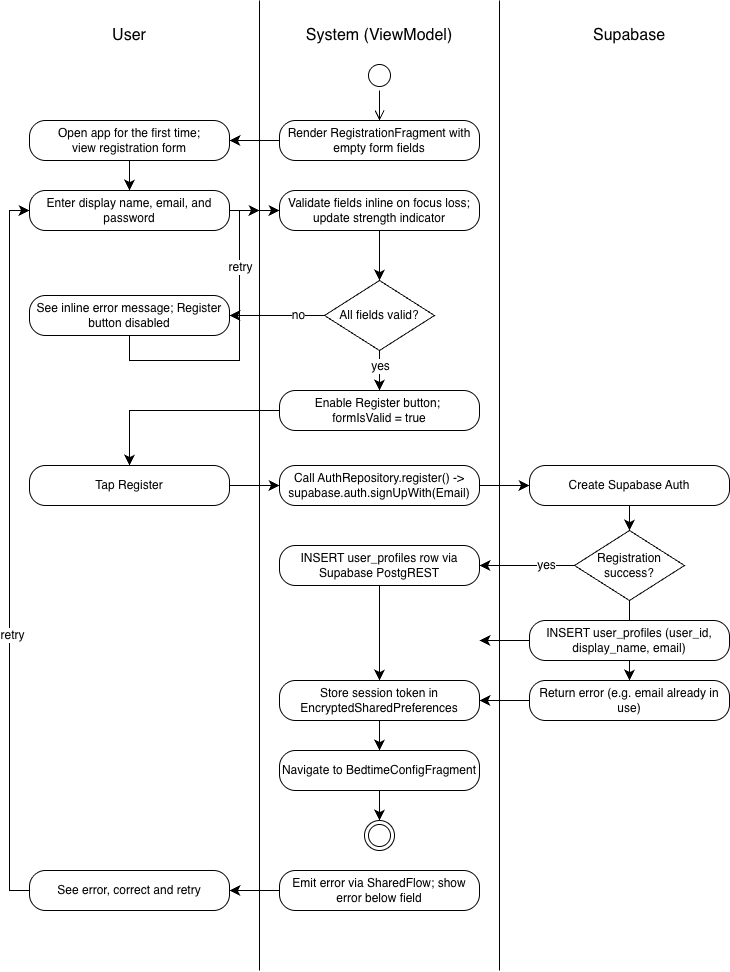 User
System (ViewModel)
Supabase
Open app for the first time;
view registration form
Render RegistrationFragment with
empty form fields
Enter display name, email, and
password
Validate fields inline on focus loss;
update strength indicator
retry
See inline error message; Register
button disabled
no
All fields valid?
yes
Enable Register button;
formIsValid = true
Tap Register
Call AuthRepository.register() ->
supabase.auth.signUpWith(Email)
Create Supabase Auth
INSERT user_profiles row via
Supabase PostgREST
yes
Registration
success?
retry
INSERT user_profiles (user_id,
display_name, email)
Store session token in
EncryptedSharedPreferences
Return error (e.g. email already in
use)
Navigate to BedtimeConfigFragment
See error, correct and retry
Emit error via SharedFlow; show
error below field